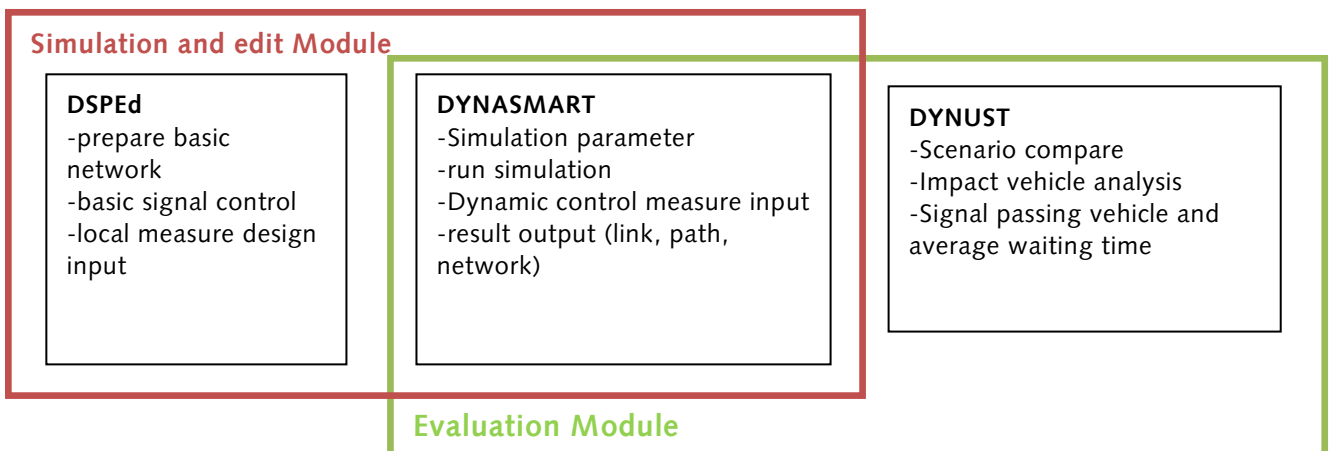 Simulation and edit Module
DSPEd
-prepare basic
network
-basic signal control
-local measure design
input
DYNASMART
-Simulation parameter
-run simulation
-Dynamic control measure input
-result output (link, path,
network)
DYNUST
-Scenario compare
-Impact vehicle analysis
-Signal passing vehicle and
average waiting time
Evaluation Module